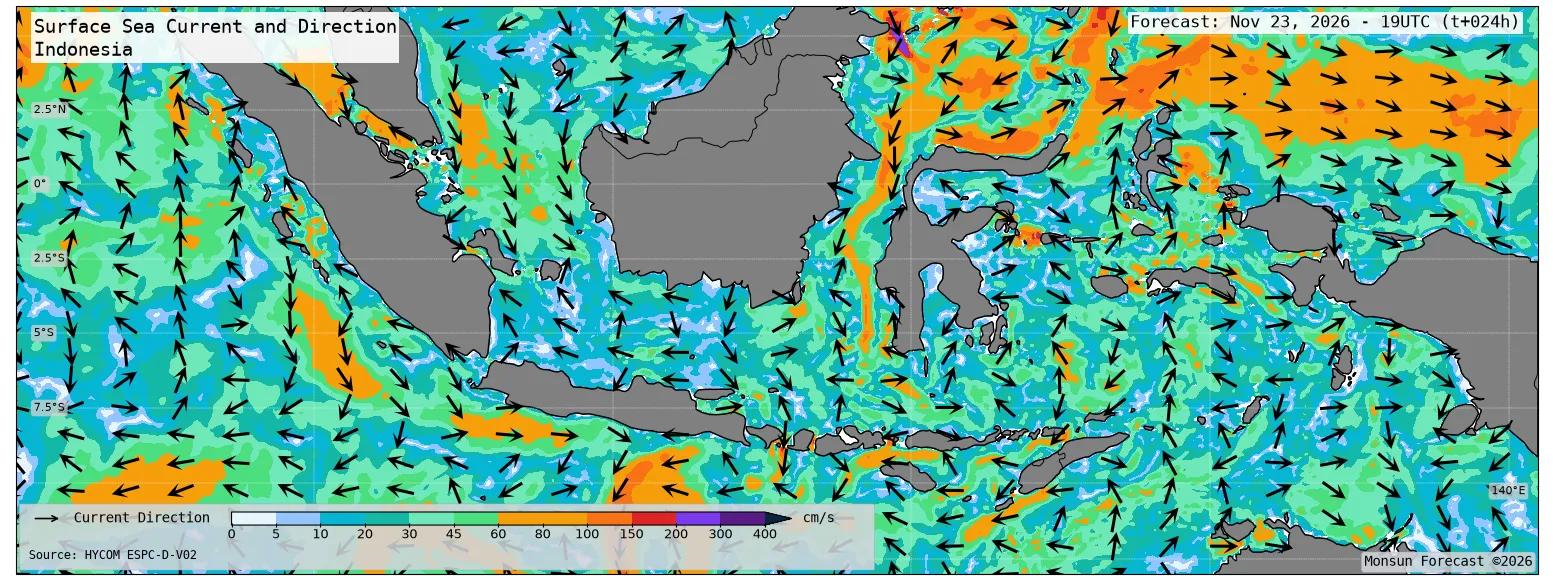 Surface Sea Current and Direction
Indonesia
Forecast: Nov 23, 2026 - 19UTC (t+024h)
2.5°N
0°
2.5°S
5°S
7.5°S
140°E
Current Direction
0 5 10 20 30 45 60 80 100 150 200 300 400 cm/s
Source: HYCOM ESPC-D-V02
Monsun Forecast ©2026